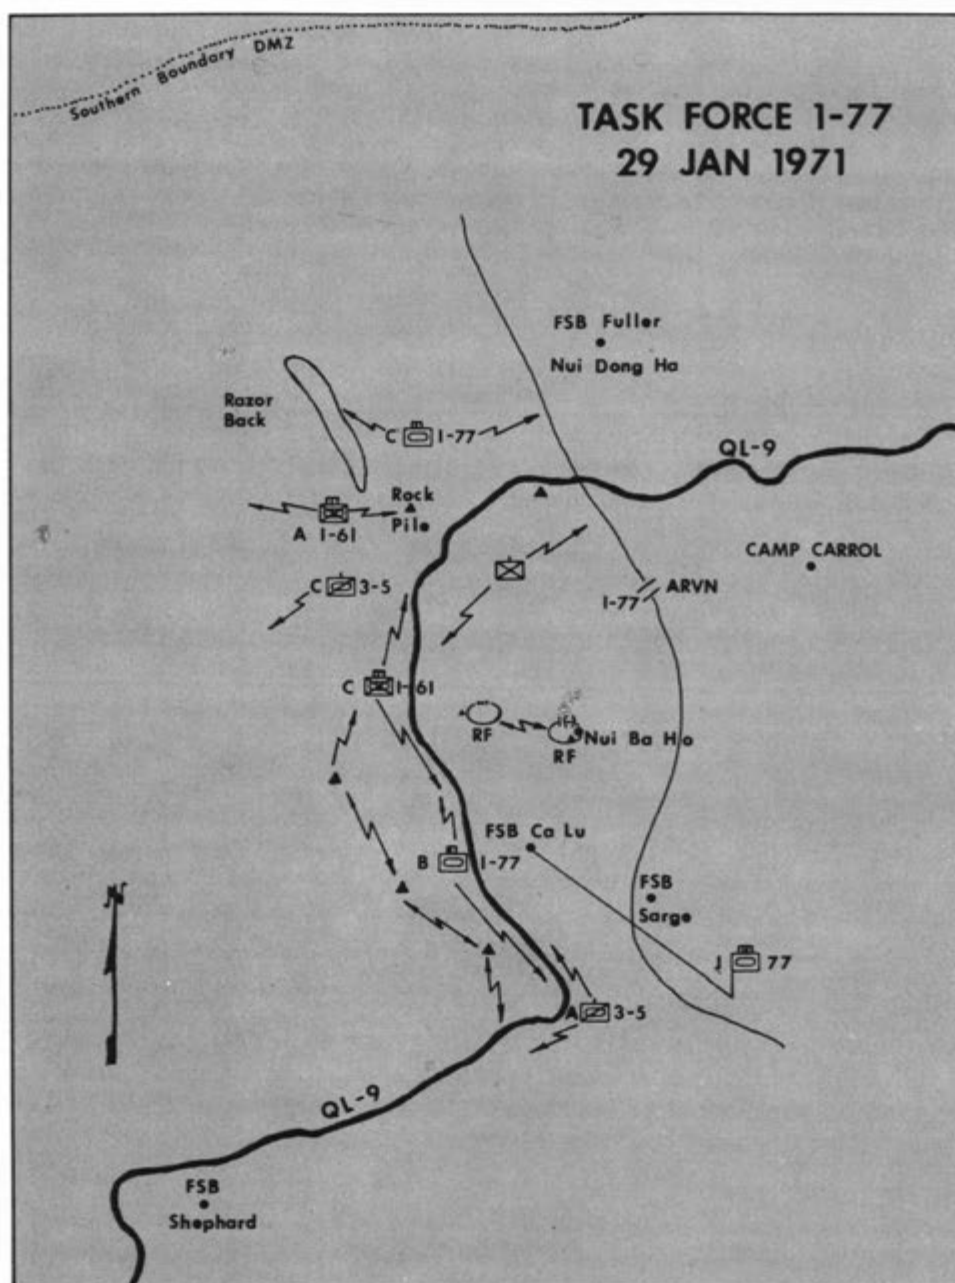 Southern Boundary DMZ
TASK FORCE 1-77
29 JAN 1971
FSB Fuller
Nui Dong Ha
Razor
Back
C 1-77
QL-9
Rock
Pile
A 1-61
CAMP CARROL
C 3-5
ARVN
1-77
C 1-61
RF
Nui Ba Ho
RF
FSB Ca Lu
B 1-77
FSB
Sarge
1 77
A 3-5
QL-9
FSB
Shephard